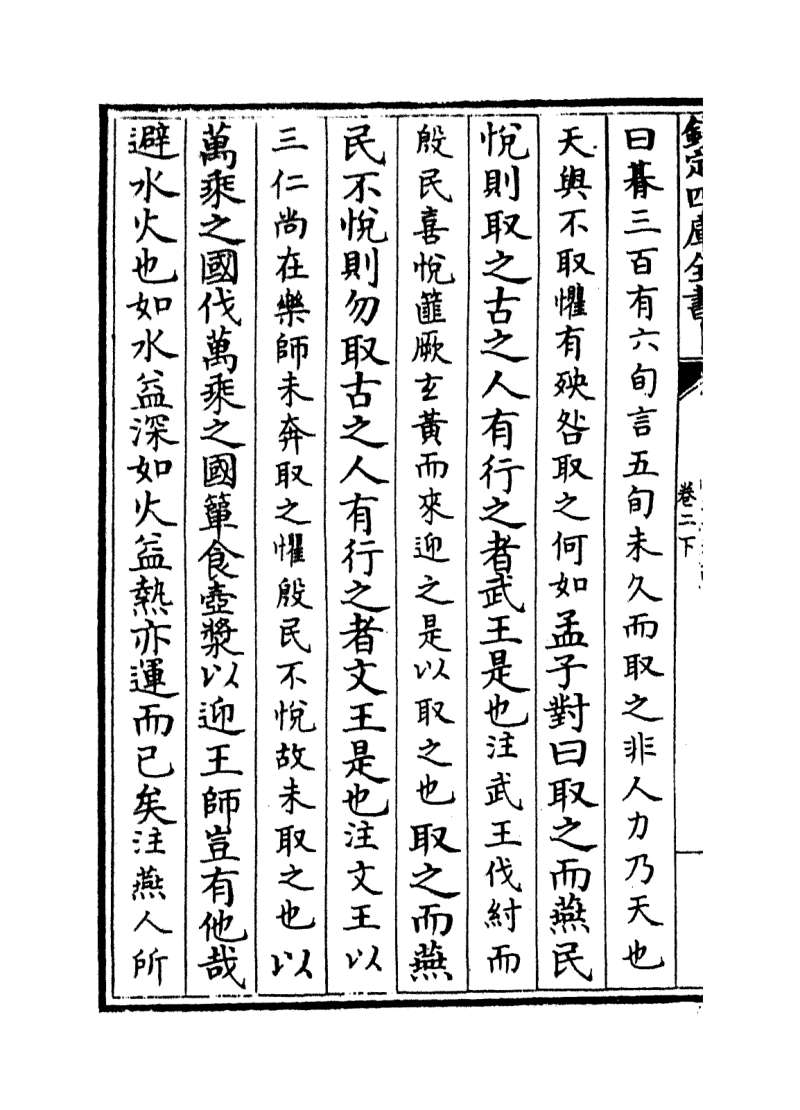 欽定四庫全書
卷二下
曰朞三百有六旬言五旬未久而取之非人力乃天也
天與不取懼有殃咎取之何如孟子對曰取之而燕民
悅則取之古之人有行之者武王是也注武王伐紂而
殷民喜悅篚厥玄黃而來迎之是以取之也取之而燕
民不悅則勿取古之人有行之者文王是也注文王以
三仁尚在樂師未奔取之懼殷民不悅故未取之也以
萬乘之國伐萬乘之國簞食壺漿以迎王師豈有他哉
避水火也如水益深如火益熱亦運而已矣注燕人所